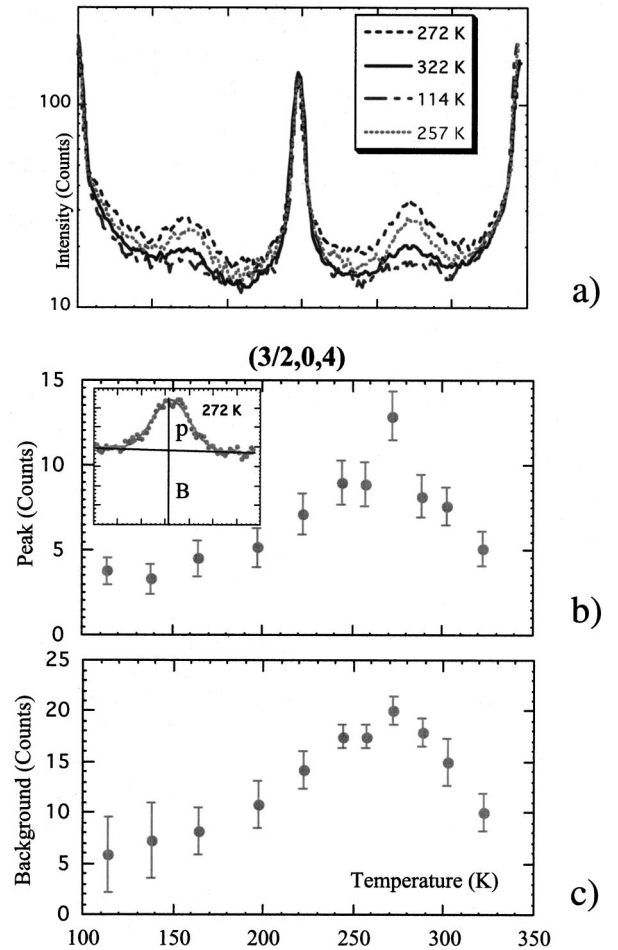 272 K
322 K
114 K
257 K
100
10
Intensity (Counts)
a)
(3/2,0,4)
15
10
5
0
Peak (Counts)
272 K
p
B
b)
25
20
15
10
5
0
Background ((Counts)
Temperature (K)
c)
100 150 200 250 300 350